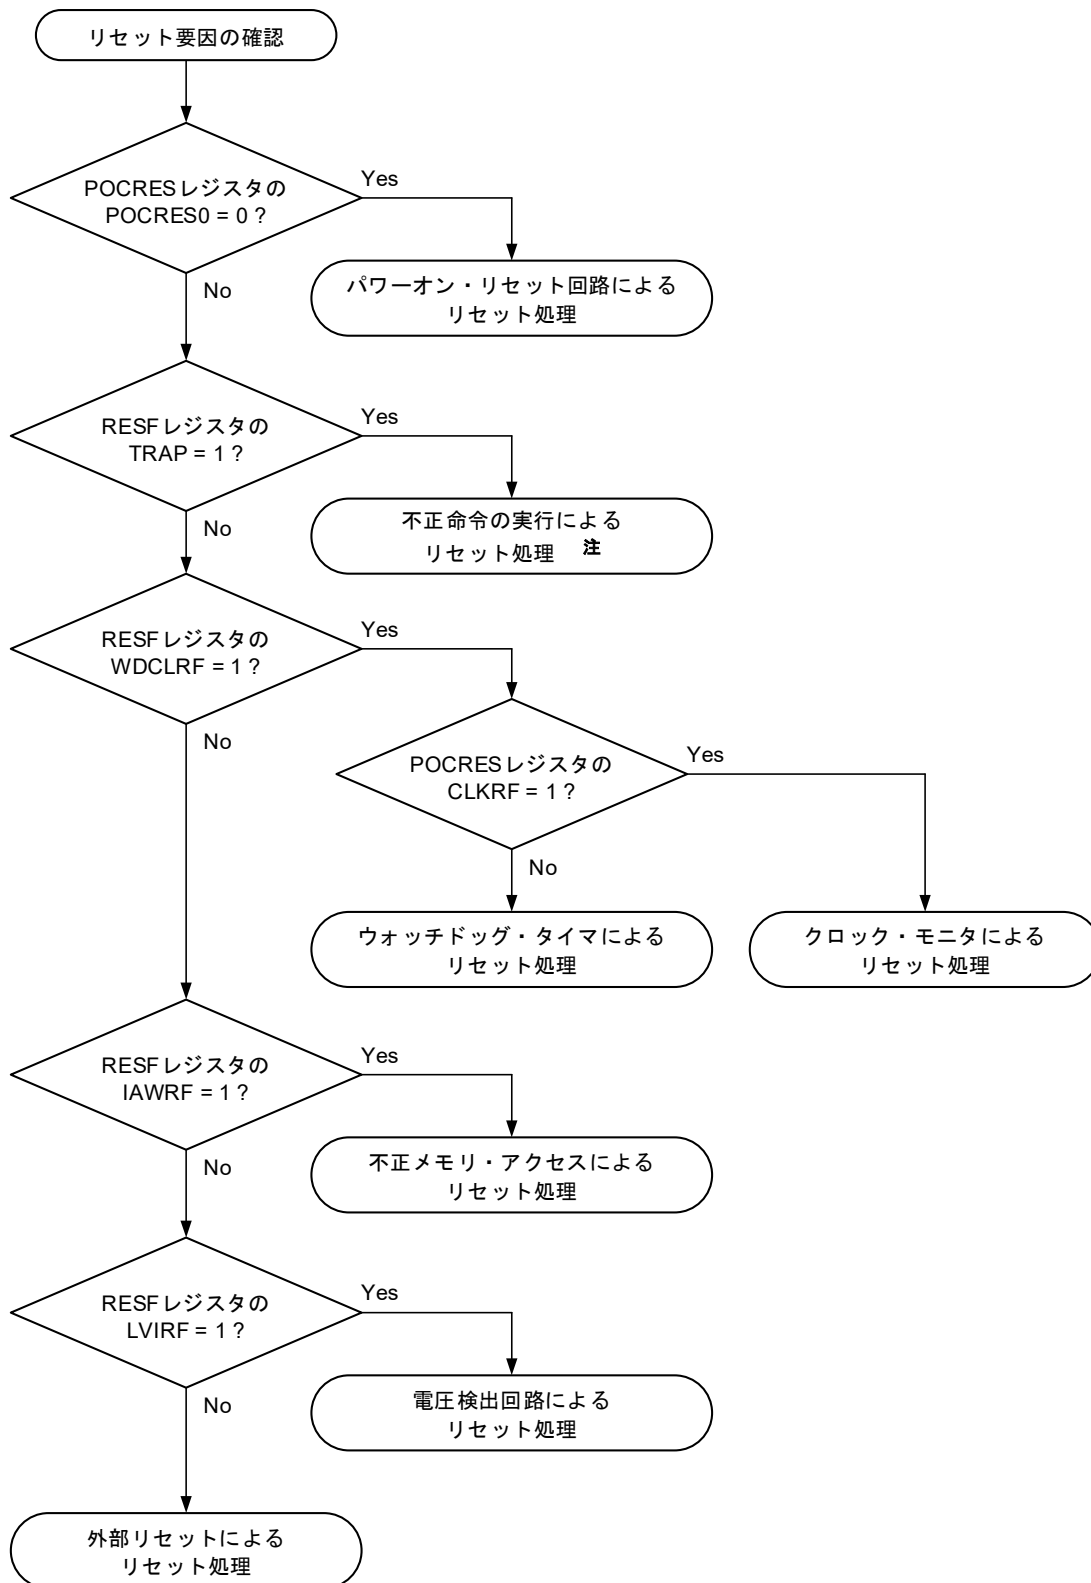 リセット要因の確認
POCRESレジスタの
POCRES0 = 0 ?
Yes
No
パワーオン・リセット回路による
リセット処理
RESFレジスタの
TRAP = 1 ?
Yes
No
不正命令の実行による
リセット処理 注
RESFレジスタの
WDCLRF = 1 ?
Yes
No
POCRESレジスタの
CLKRF = 1 ?
Yes
No
ウォッチドッグ・タイマによる
リセット処理
クロック・モニタによる
リセット処理
RESFレジスタの
IAWRF = 1 ?
Yes
No
不正メモリ・アクセスによる
リセット処理
RESFレジスタの
LVIRF = 1 ?
Yes
No
電圧検出回路による
リセット処理
外部リセットによる
リセット処理